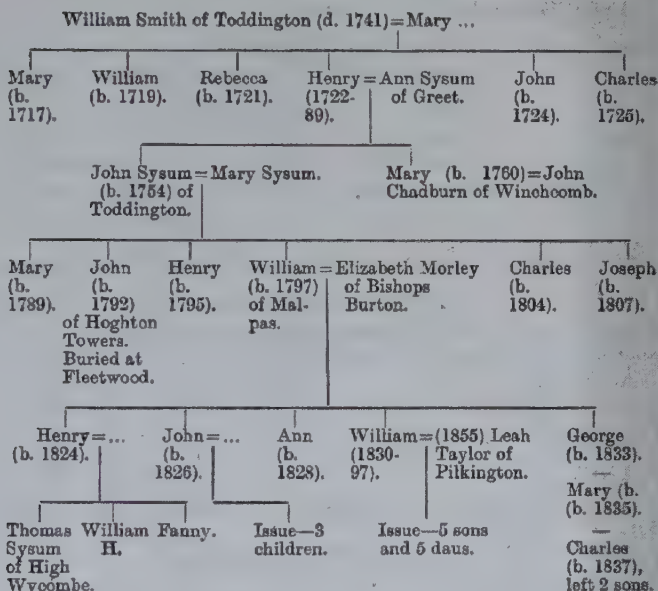 William Smith of Toddington (d. 1741)=Mary ...
Mary William Rebecca Henry=Ann Sysum John Charles
(b. (b. 1719). (b. 1721). (1722- of Greet. (b. (b.
1717). 89). 1724). 1725).
John Sysum=Mary Sysum. Mary (b. 1760)=John
(b. 1754) of Chadburn of Winchcomb.
Toddington.
Mary John Henry William=Elizabeth Morley Charles Joseph
(b. (b. (b. (b. 1797) of Bishops (b. (b.
1789). 1792) 1795). of Mal- Burton. 1804). 1807).
of Hoghton pas.
Towers.
Buried at
Fleetwood.
Henry=... John=... Ann William=(1855) Leah George
(b. 1824). (b. (b. (1830- Taylor of (b. 1833).
1826). 1828). 97). Pilkington. —
Mary (b.
(b. 1835).
—
Thomas William Fanny. Issue—3 Issue—5 sons Charles
Sysum H. children. and 5 daus. (b. 1837),
of High left 2 sons.
Wycombe.